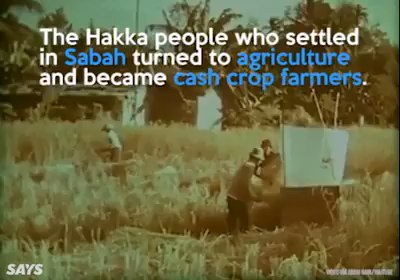 The Hakka people who settled
in Sabah turned to agriculture
and became cash crop farmers.
SAYS